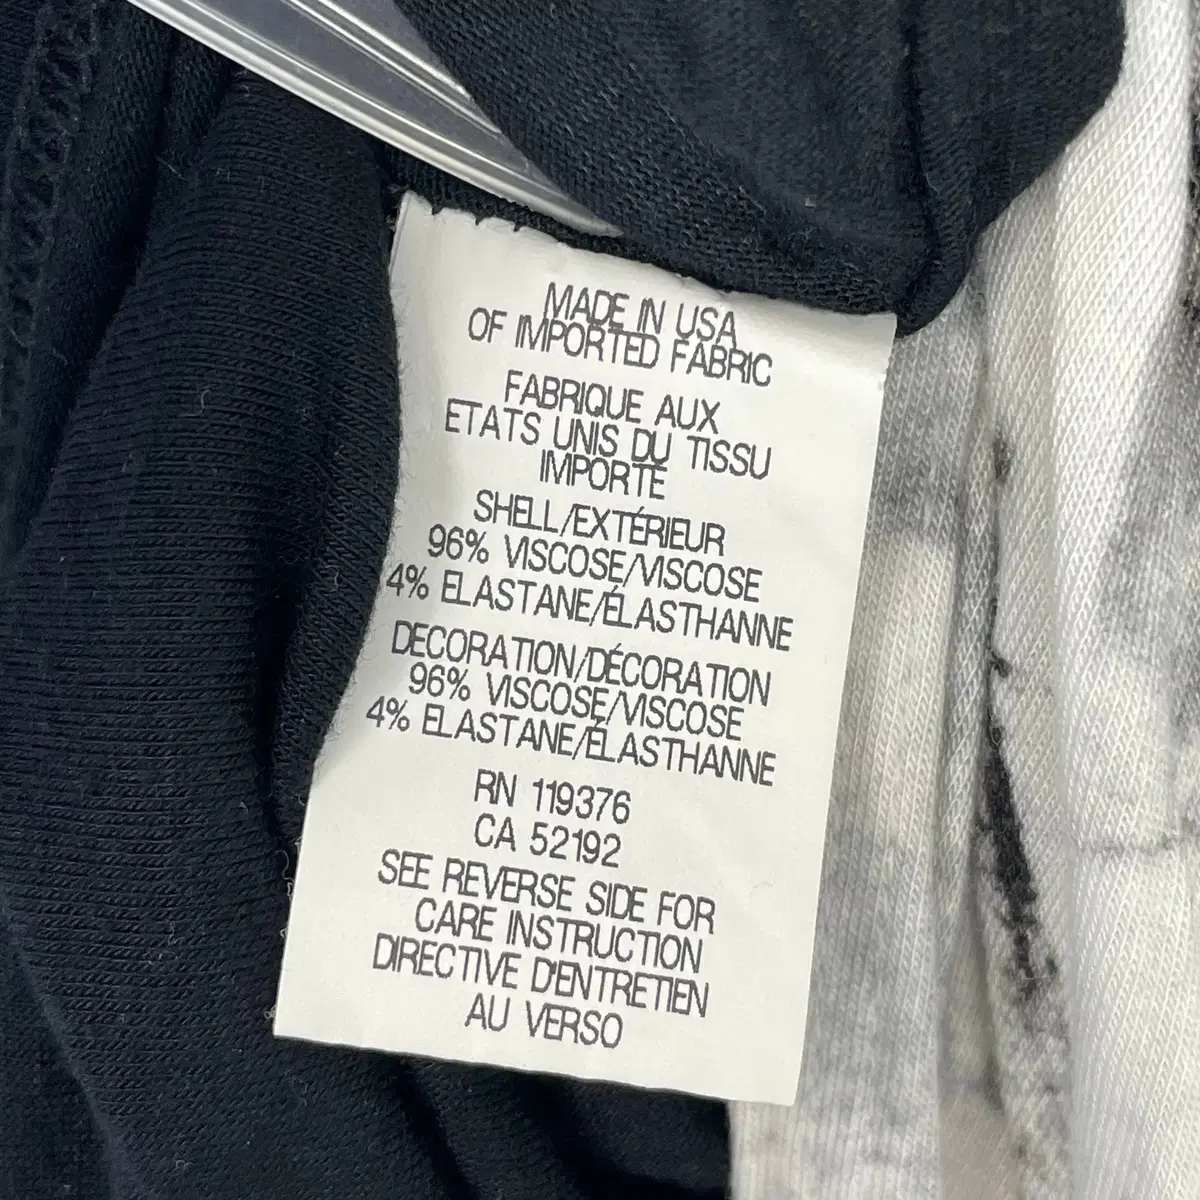 MADE IN USA
OF IMPORTED FABRIC
FABRIQUE AUX
ETATS UNIS DU TISSU
IMPORTÉ
SHELL/EXTÉRIEUR
96% VISCOSE/VISCOSE
4% ELASTANE/ÉLASTHANNE
DECORATION/DÉCORATION
96% VISCOSE/VISCOSE
4% ELASTANE/ÉLASTHANNE
RN 119376
CA 52192
SEE REVERSE SIDE FOR
CARE INSTRUCTION
DIRECTIVE D'ENTRETIEN
AU VERSO